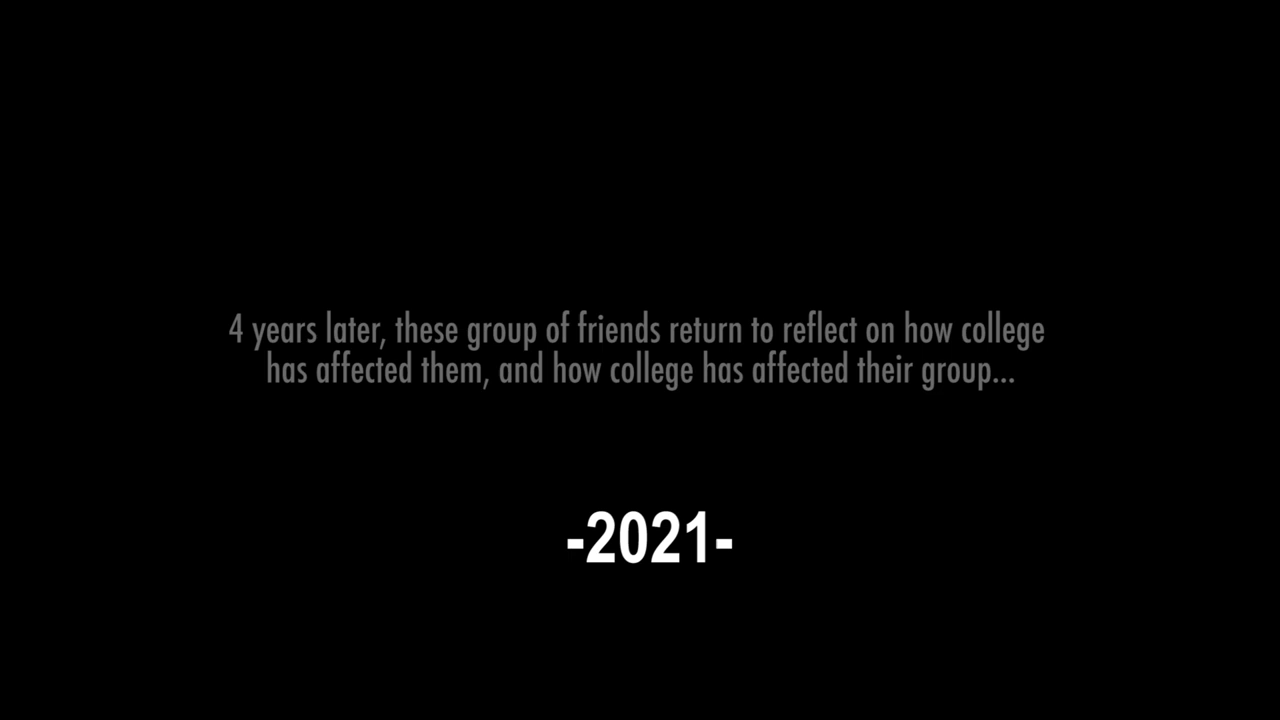 4 years later, these group of friends return to reflect on how college
has affected them, and how college has affected their group...
-2021-